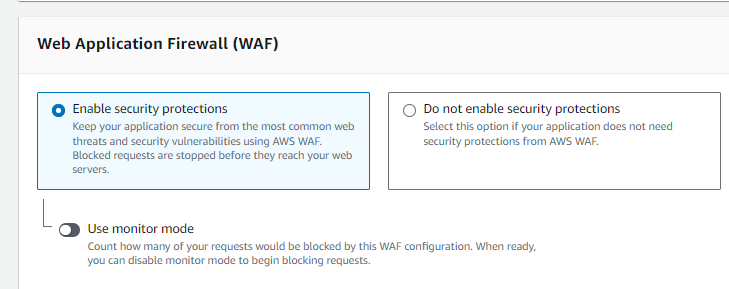 Web Application Firewall (WAF)
Enable security protections
Keep your application secure from the most common web
threats and security vulnerabilities using AWS WAF.
Blocked requests are stopped before they reach your web
servers.
Do not enable security protections
Select this option if your application does not need
security protections from AWS WAF.
Use monitor mode
Count how many of your requests would be blocked by this WAF configuration. When ready,
you can disable monitor mode to begin blocking requests.